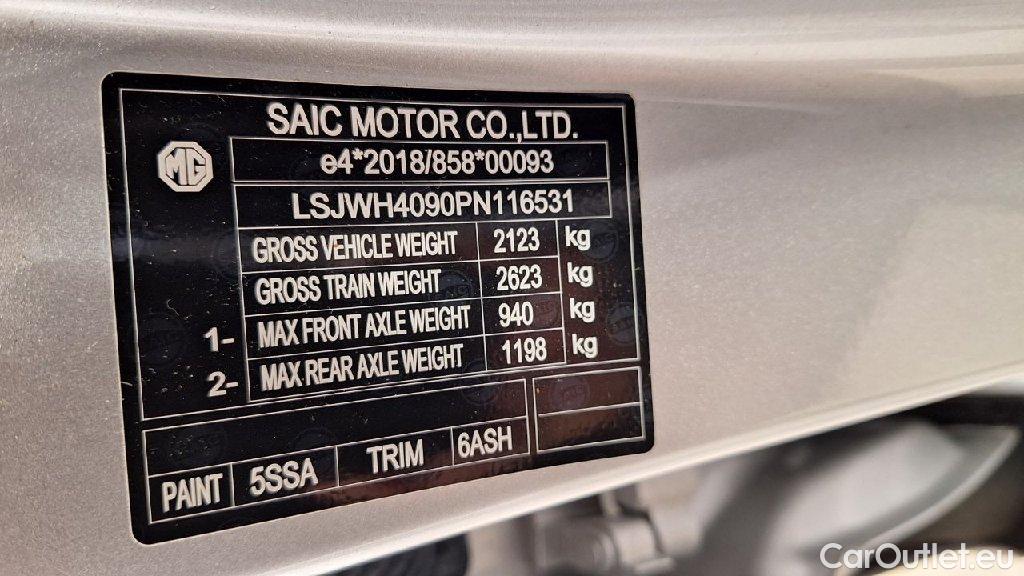 SAIC MOTOR CO.,LTD.
MG
e4*2018/858*00093
LSJWH4090PN116531
GROSS VEHICLE WEIGHT 2123 kg
GROSS TRAIN WEIGHT 2623 kg
1- MAX FRONT AXLE WEIGHT 940 kg
2- MAX REAR AXLE WEIGHT 1198 kg
PAINT 5SSA TRIM 6ASH
CarOutlet.eu